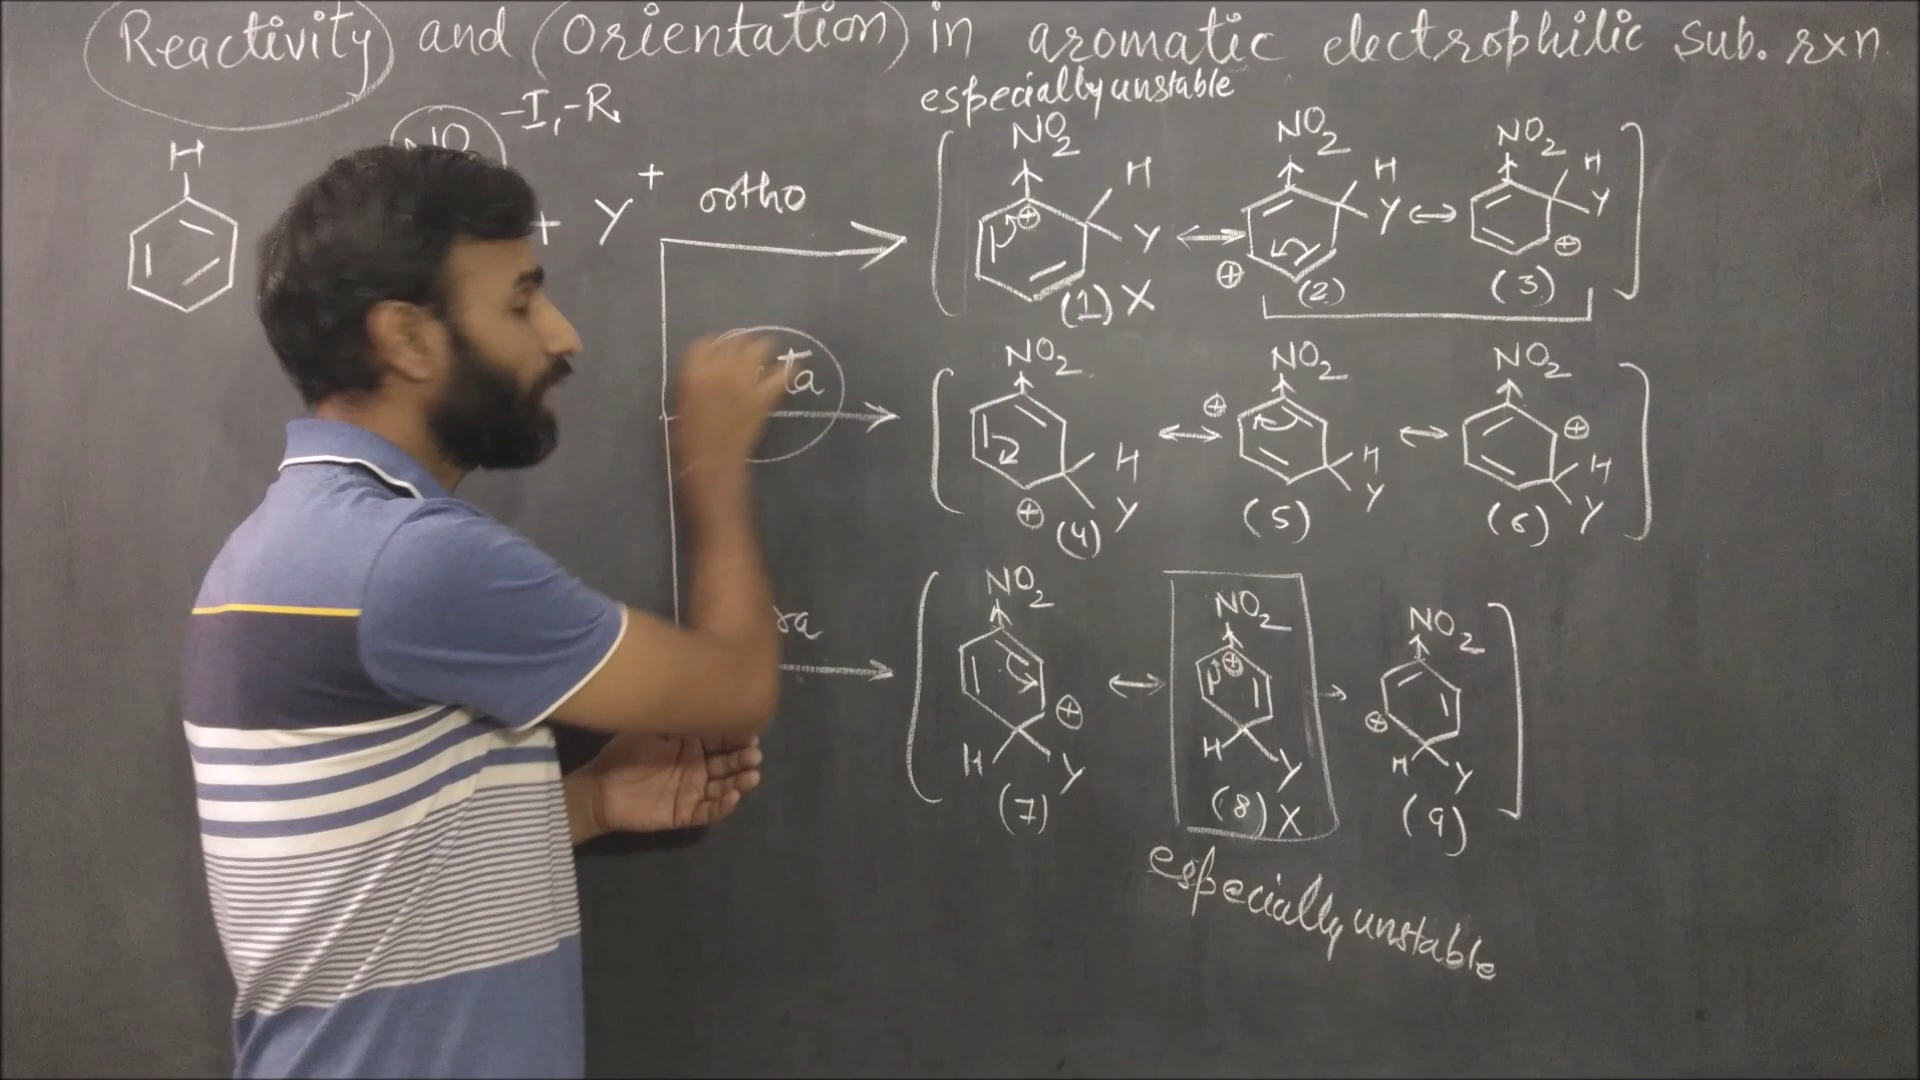 Reactivity and Orientation in aromatic electrophilic sub. rxn
especially unstable
-I, -R
H
+ Y+
ortho
NO2 H Y (1) X
NO2 H Y ⊕ (2)
NO2 H Y ⊕ (3)
NO2 H Y ⊕ (4)
NO2 ⊕ H Y (5)
NO2 ⊕ H Y (6)
NO2 ⊕ H Y (7)
NO2 ⊕ H Y (8) X
NO2 ⊕ H Y (9)
especially unstable